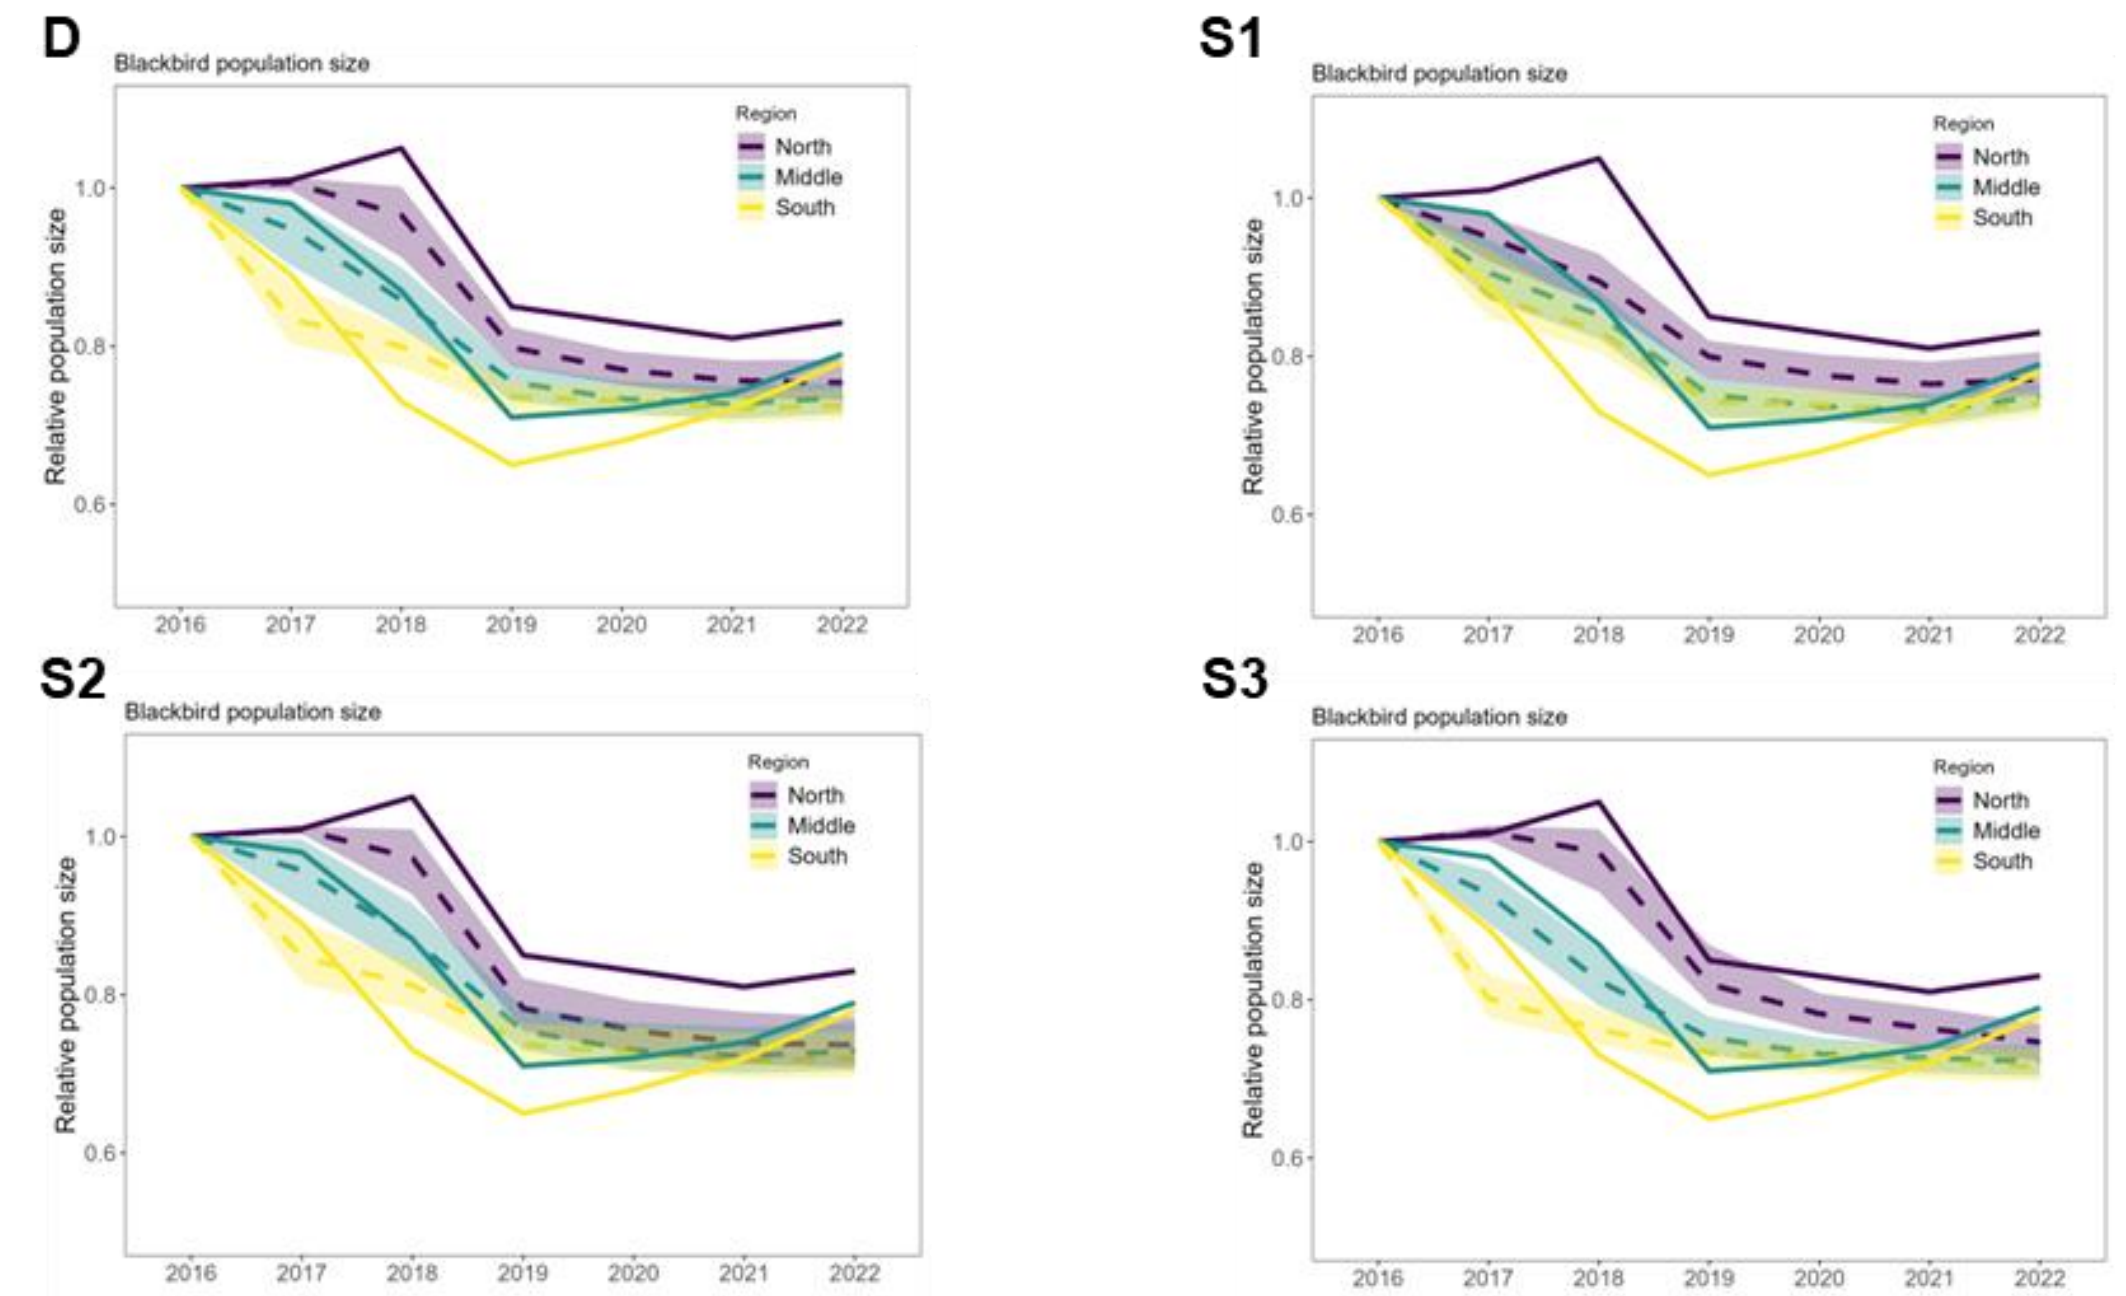 D
Blackbird population size
Relative population size
Region
North
Middle
South
1.0
0.8
0.6
2016 2017 2018 2019 2020 2021 2022
S1
Blackbird population size
Relative population size
Region
North
Middle
South
1.0
0.8
0.6
2016 2017 2018 2019 2020 2021 2022
S2
Blackbird population size
Relative population size
Region
North
Middle
South
1.0
0.8
0.6
2016 2017 2018 2019 2020 2021 2022
S3
Blackbird population size
Relative population size
Region
North
Middle
South
1.0
0.8
0.6
2016 2017 2018 2019 2020 2021 2022